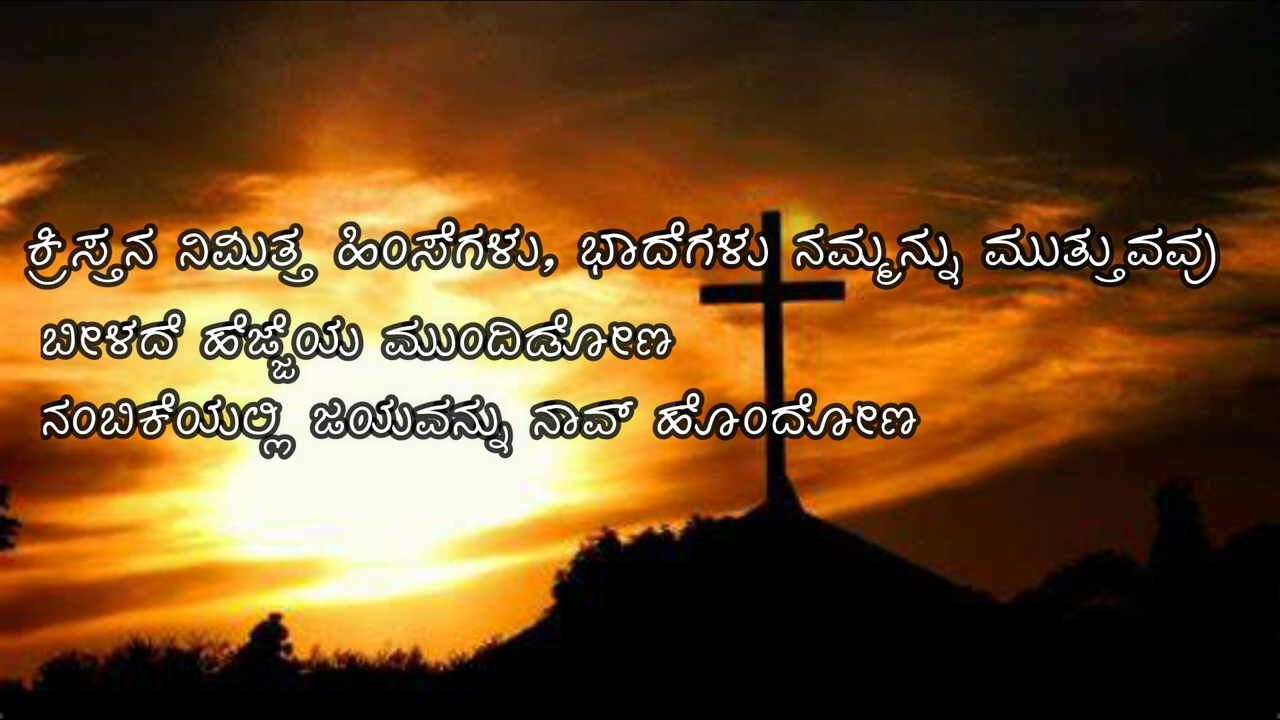 ಕ್ರಿಸ್ತನ ನಿಮಿತ್ತ ಹಿಂಸೆಗಳು, ಭಾದೆಗಳು ನಮ್ಮನ್ನು ಮುತ್ತುವವು
ಬೀಳದೆ ಹೆಜ್ಜೆಯ ಮುಂದಿಡೋಣ
ನಂಬಿಕೆಯಲ್ಲಿ ಜಯವನ್ನು ನಾವ್ ಹೊಂದೋಣ